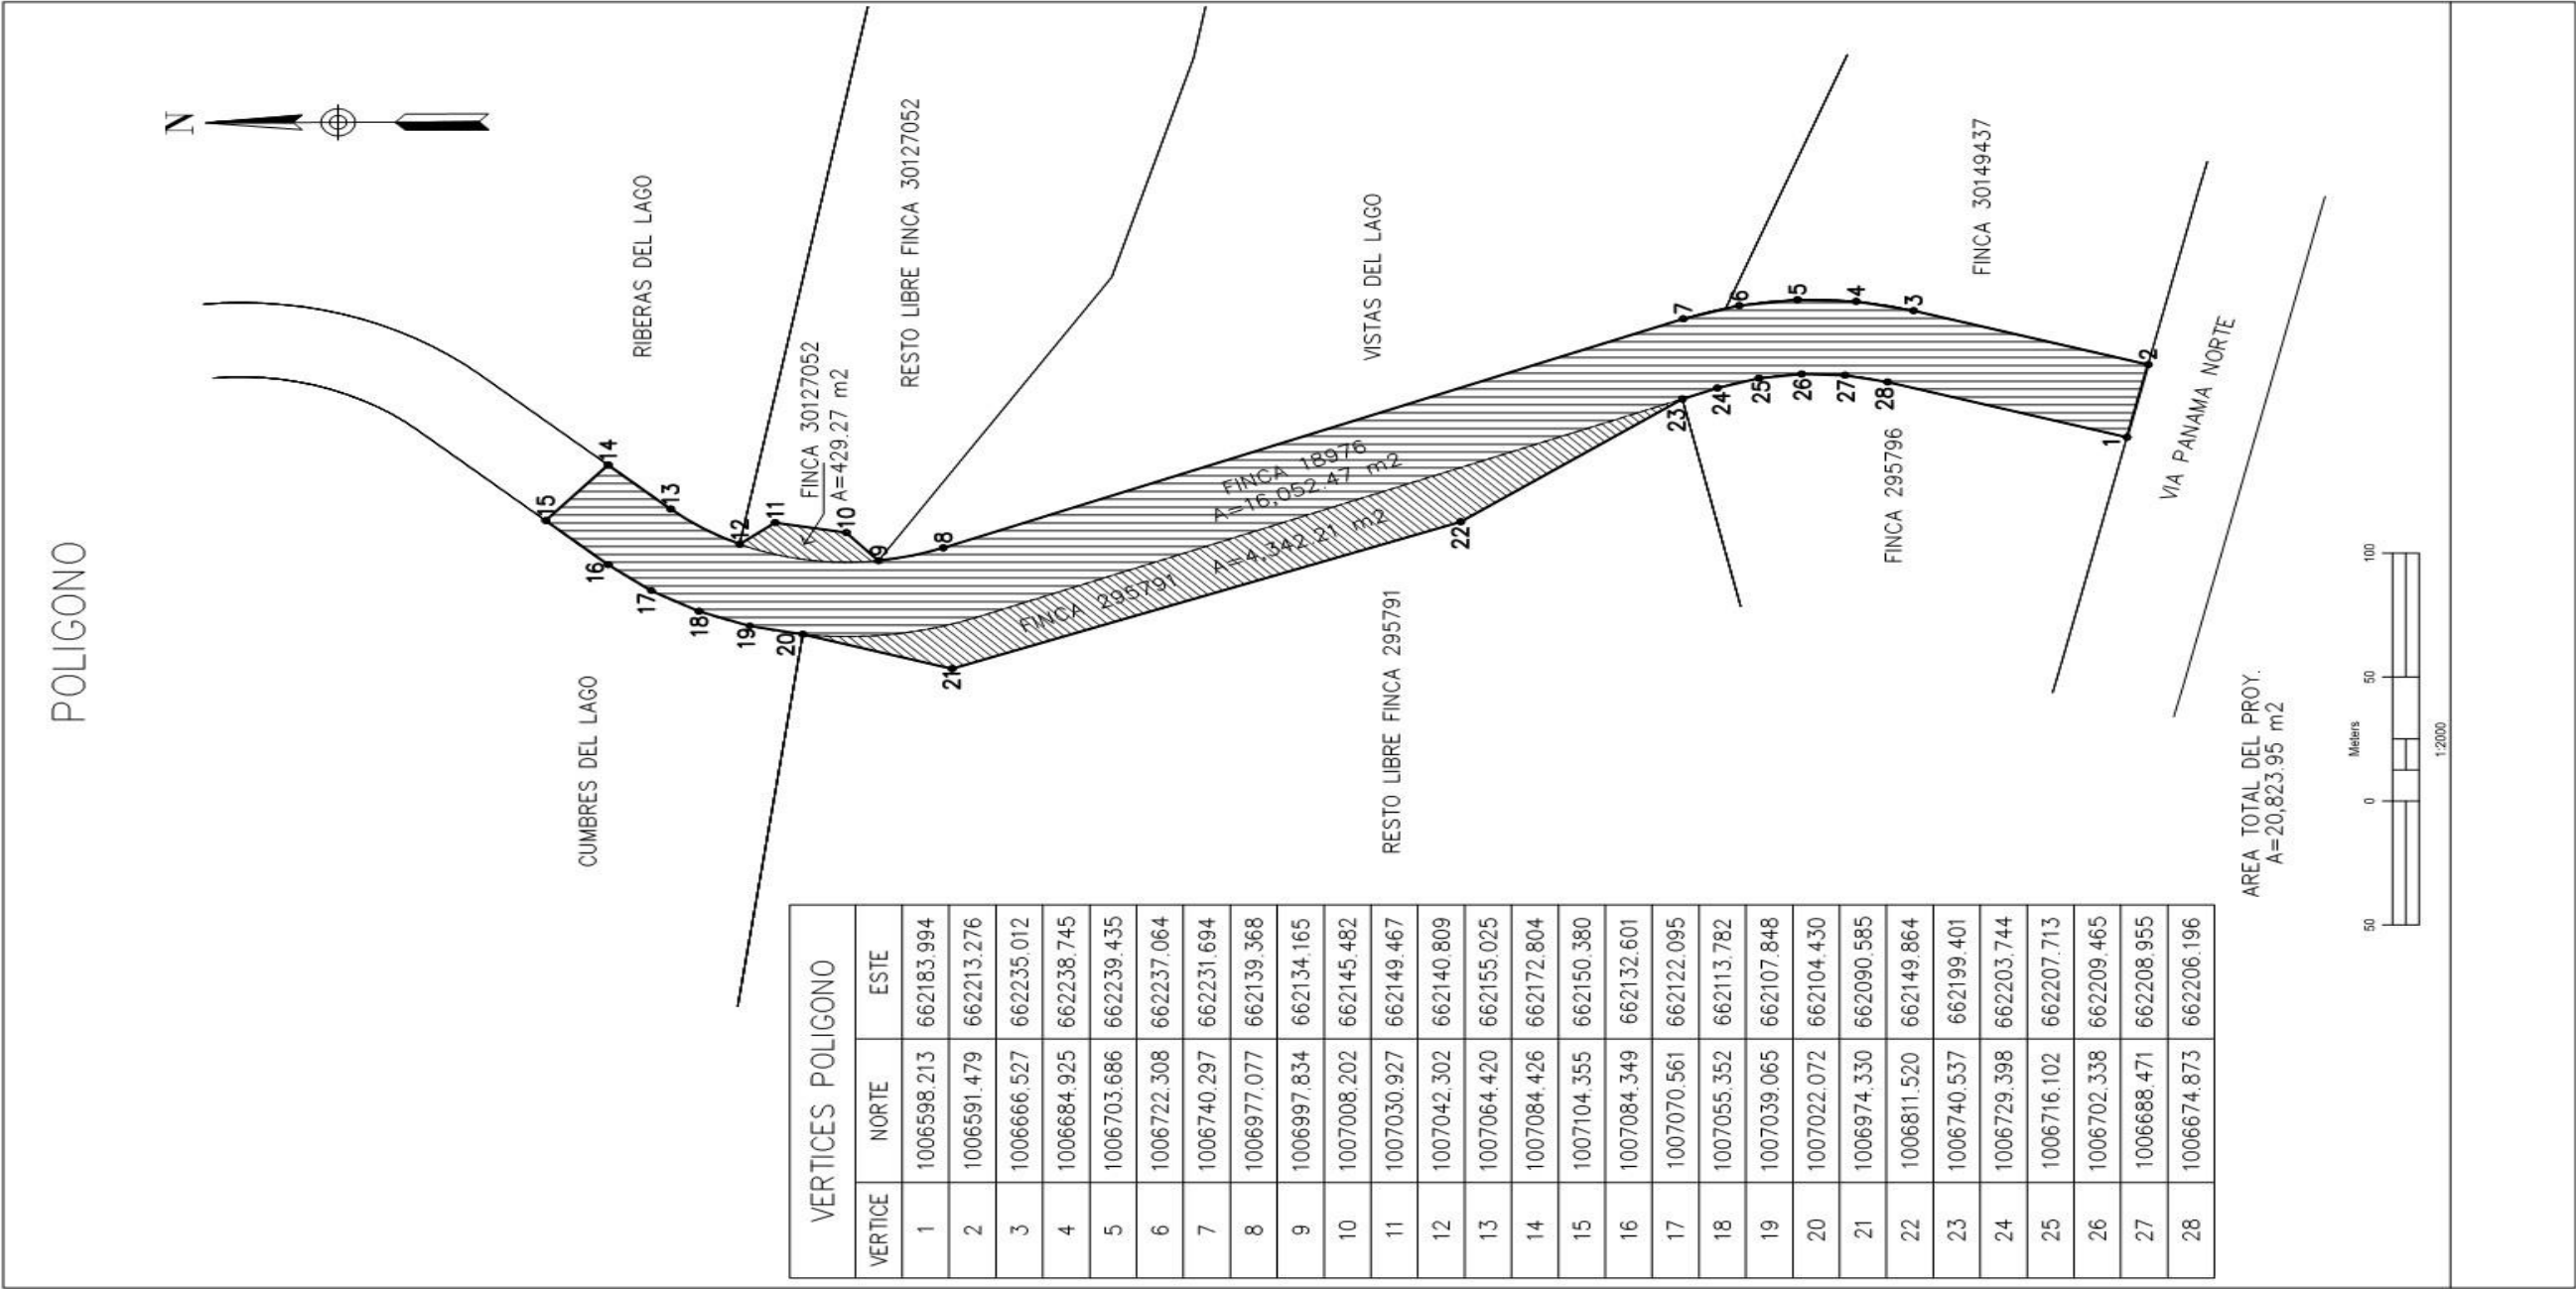 POLIGONO
N
CUMBRES DEL LAGO
RIBERAS DEL LAGO
15
14
16
13
17
12
18
11
19
20
10
9
8
21
FINCA 30127052
A=429.27 m2
RESTO LIBRE FINCA 30127052
VISTAS DEL LAGO
FINCA 18976
A=16,052.47 m2
FINCA 295791 A=4,342.21 m2
RESTO LIBRE FINCA 295791
22
23
7
24
6
25
5
26
4
27
28
3
1
2
FINCA 295796
FINCA 30149437
VIA PANAMA NORTE
VERTICES POLIGONO
VERTICE NORTE ESTE
1 1006598.213 662183.994
2 1006591.479 662213.276
3 1006666.527 662235.012
4 1006684.925 662238.745
5 1006703.686 662239.435
6 1006722.308 662237.064
7 1006740.297 662231.694
8 1006977.077 662139.368
9 1006997.834 662134.165
10 1007008.202 662145.482
11 1007030.927 662149.467
12 1007042.302 662140.809
13 1007064.420 662155.025
14 1007084.426 662172.804
15 1007104.355 662150.380
16 1007084.349 662132.601
17 1007070.561 662122.095
18 1007055.352 662113.782
19 1007039.065 662107.848
20 1007022.072 662104.430
21 1006974.330 662090.585
22 1006811.520 662149.864
23 1006740.537 662199.401
24 1006729.398 662203.744
25 1006716.102 662207.713
26 1006702.338 662209.465
27 1006688.471 662208.955
28 1006674.873 662206.196
AREA TOTAL DEL PROY.
A=20,823.95 m2
Meters
50 0 50 100
1:2000